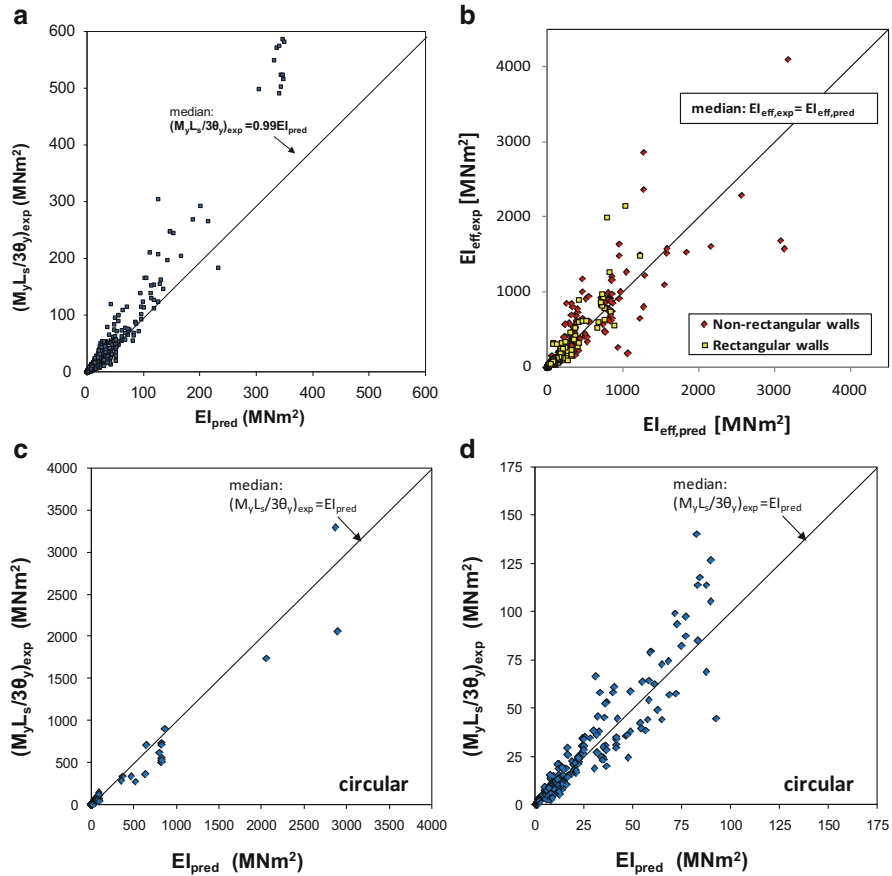 a
600
500
400
300
200
100
0
0 100 200 300 400 500 600
(MyLs/3θy)exp (MNm²)
EIpred (MNm²)
median:
(MyLs/3θy)exp =0.99EIpred
b
4000
3000
2000
1000
0
0 1000 2000 3000 4000
EIeff,exp [MNm²]
EIeff,pred [MNm²]
median: EIeff,exp= EIeff,pred
Non-rectangular walls
Rectangular walls
c
4000
3500
3000
2500
2000
1500
1000
500
0
0 500 1000 1500 2000 2500 3000 3500 4000
(MyLs/3θy)exp (MNm²)
EIpred (MNm²)
median:
(MyLs/3θy)exp=EIpred
circular
d
175
150
125
100
75
50
25
0
0 25 50 75 100 125 150 175
(MyLs/3θy)exp (MNm²)
EIpred (MNm²)
median:
(MyLs/3θy)exp=EIpred
circular